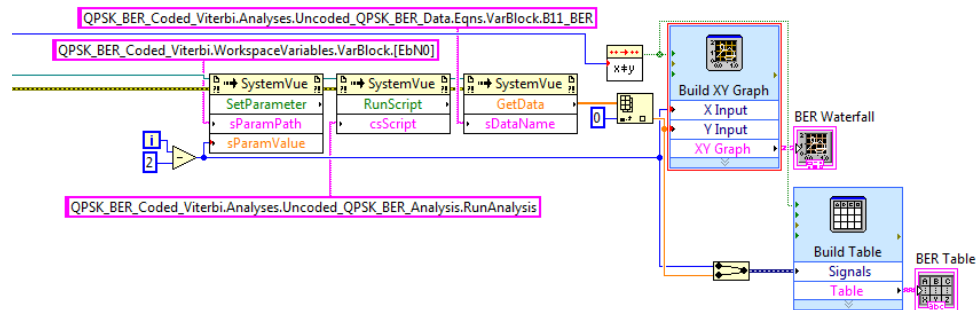 QPSK_BER_Coded_Viterbi.Analyses.Uncoded_QPSK_BER_Data.Eqns.VarBlock.B11_BER
QPSK_BER_Coded_Viterbi.WorkspaceVariables.VarBlock.[EbN0]
x≠y
Build XY Graph
X Input
Y Input
XY Graph
BER Waterfall
SystemVue
SetParameter
sParamPath
sParamValue
SystemVue
RunScript
csScript
SystemVue
GetData
sDataName
0
i
2
-
QPSK_BER_Coded_Viterbi.Analyses.Uncoded_QPSK_BER_Analysis.RunAnalysis
Build Table
Signals
Table
BER Table
A B C
X Y Z
abc